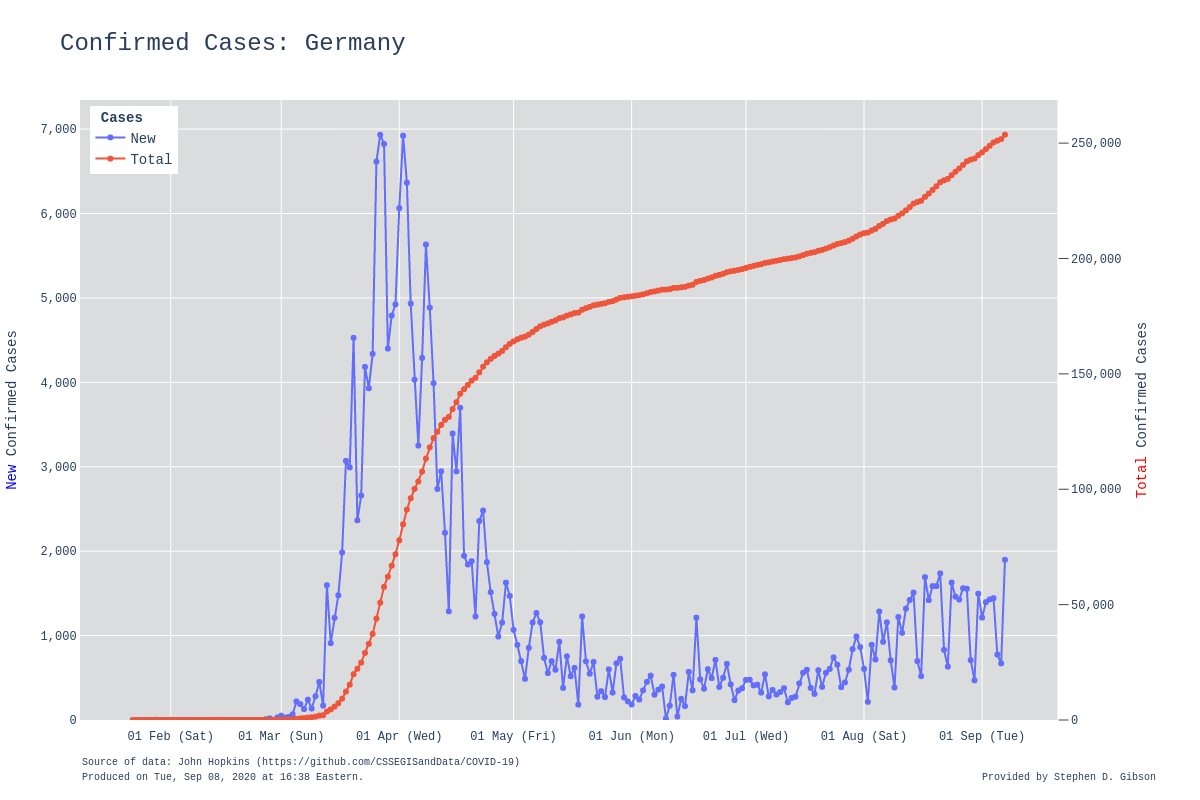 Confirmed Cases: Germany
Cases
New
Total
7,000
6,000
5,000
4,000
3,000
2,000
1,000
0
New Confirmed Cases
250,000
200,000
150,000
100,000
50,000
0
Total Confirmed Cases
01 Feb (Sat) 01 Mar (Sun) 01 Apr (Wed) 01 May (Fri) 01 Jun (Mon) 01 Jul (Wed) 01 Aug (Sat) 01 Sep (Tue)
Source of data: John Hopkins (https://github.com/CSSEGISandData/COVID-19)
Produced on Tue, Sep 08, 2020 at 16:38 Eastern.
Provided by Stephen D. Gibson